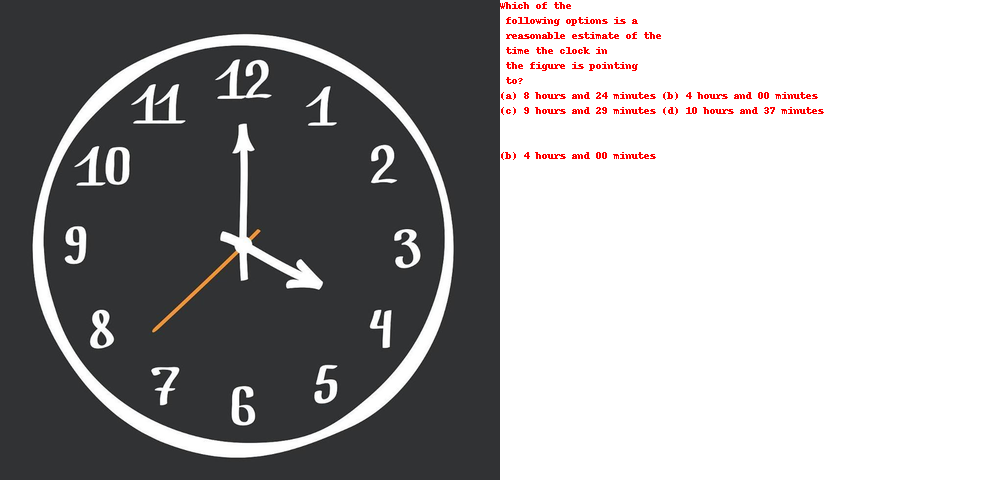 12
11
1
10
2
9
3
8
4
7
5
6
Which of the
following options is a
reasonable estimate of the
time the clock in
the figure is pointing
to?
(a) 8 hours and 24 minutes (b) 4 hours and 00 minutes
(c) 9 hours and 29 minutes (d) 10 hours and 37 minutes
(b) 4 hours and 00 minutes